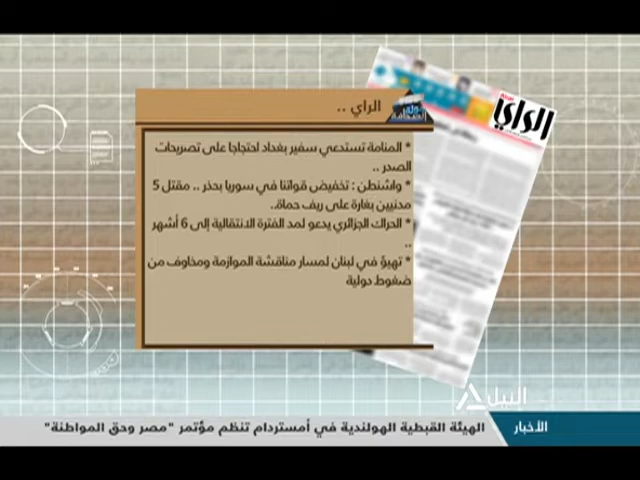 الراي ..
الراي
* المنامة تستدعي سفير بغداد احتجاجا على تصريحات
الصدر ..
* واشنطن : تخفيض قواتنا في سوريا بحذر .. مقتل 5
مدنيين بغارة على ريف حماة..
* الحراك الجزائري يدعو لمد الفترة الانتقالية إلى 6 أشهر
..
* تهيؤ في لبنان لمسار مناقشة الموازمة ومخاوف من
ضغوط دولية
النيل
الأخبار
الهيئة القبطية الهولندية في أمستردام تنظم مؤتمر "مصر وحق المواطنة"